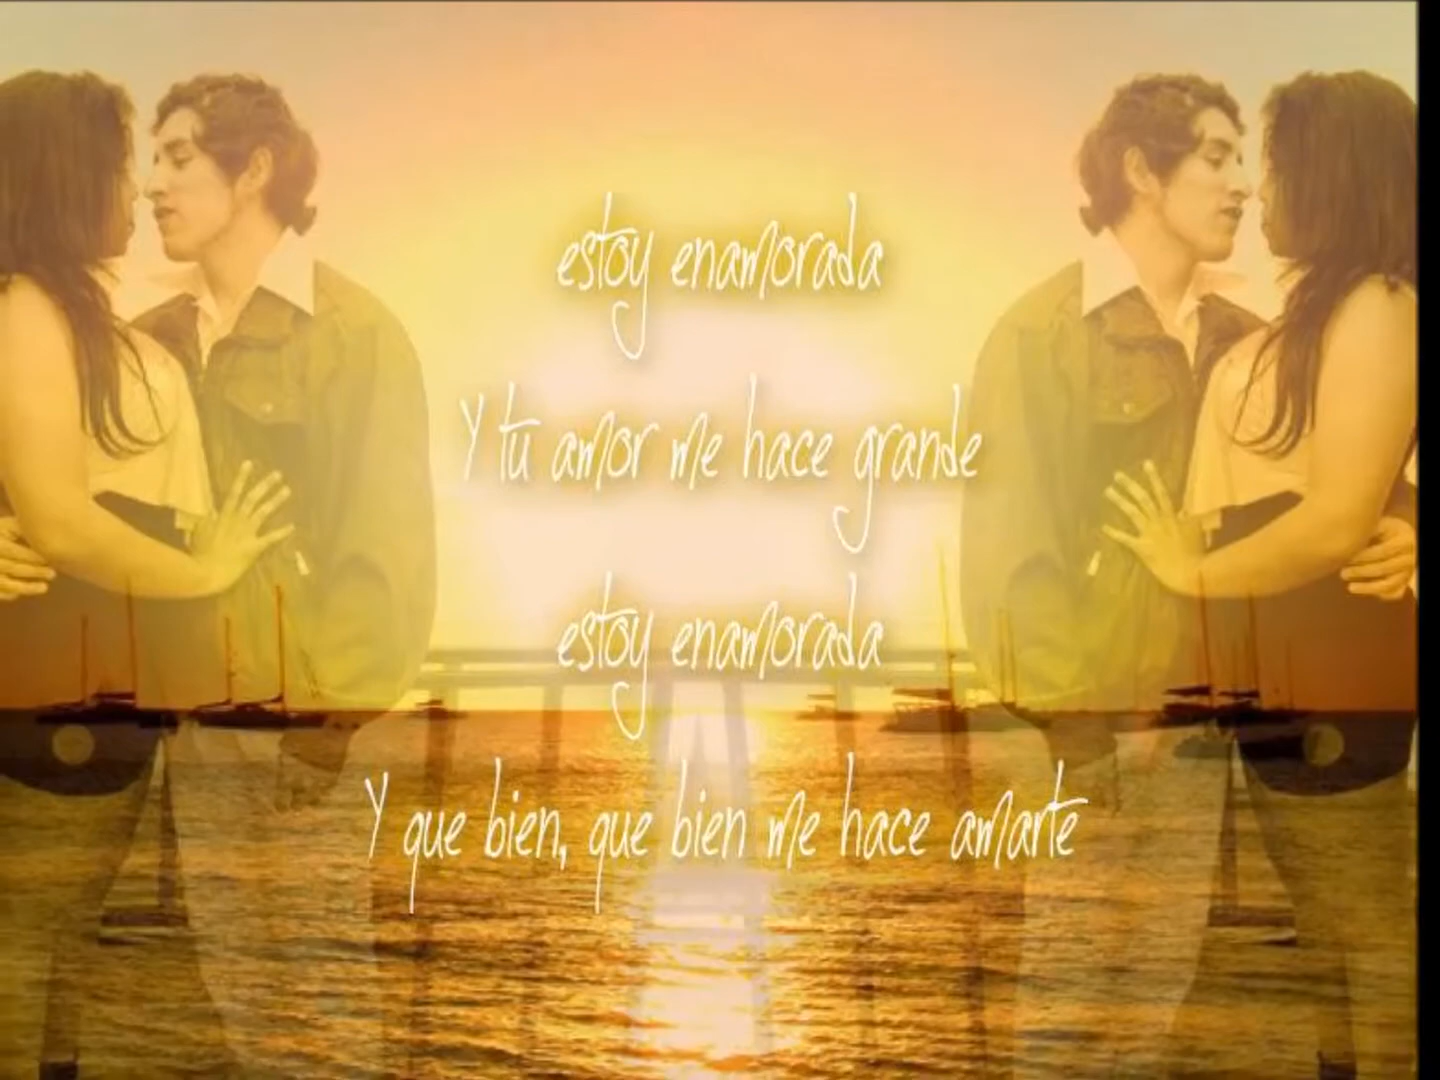 estoy enamorada
Y tu amor me hace grande
estoy enamorada
Y que bien, que bien me hace amarte